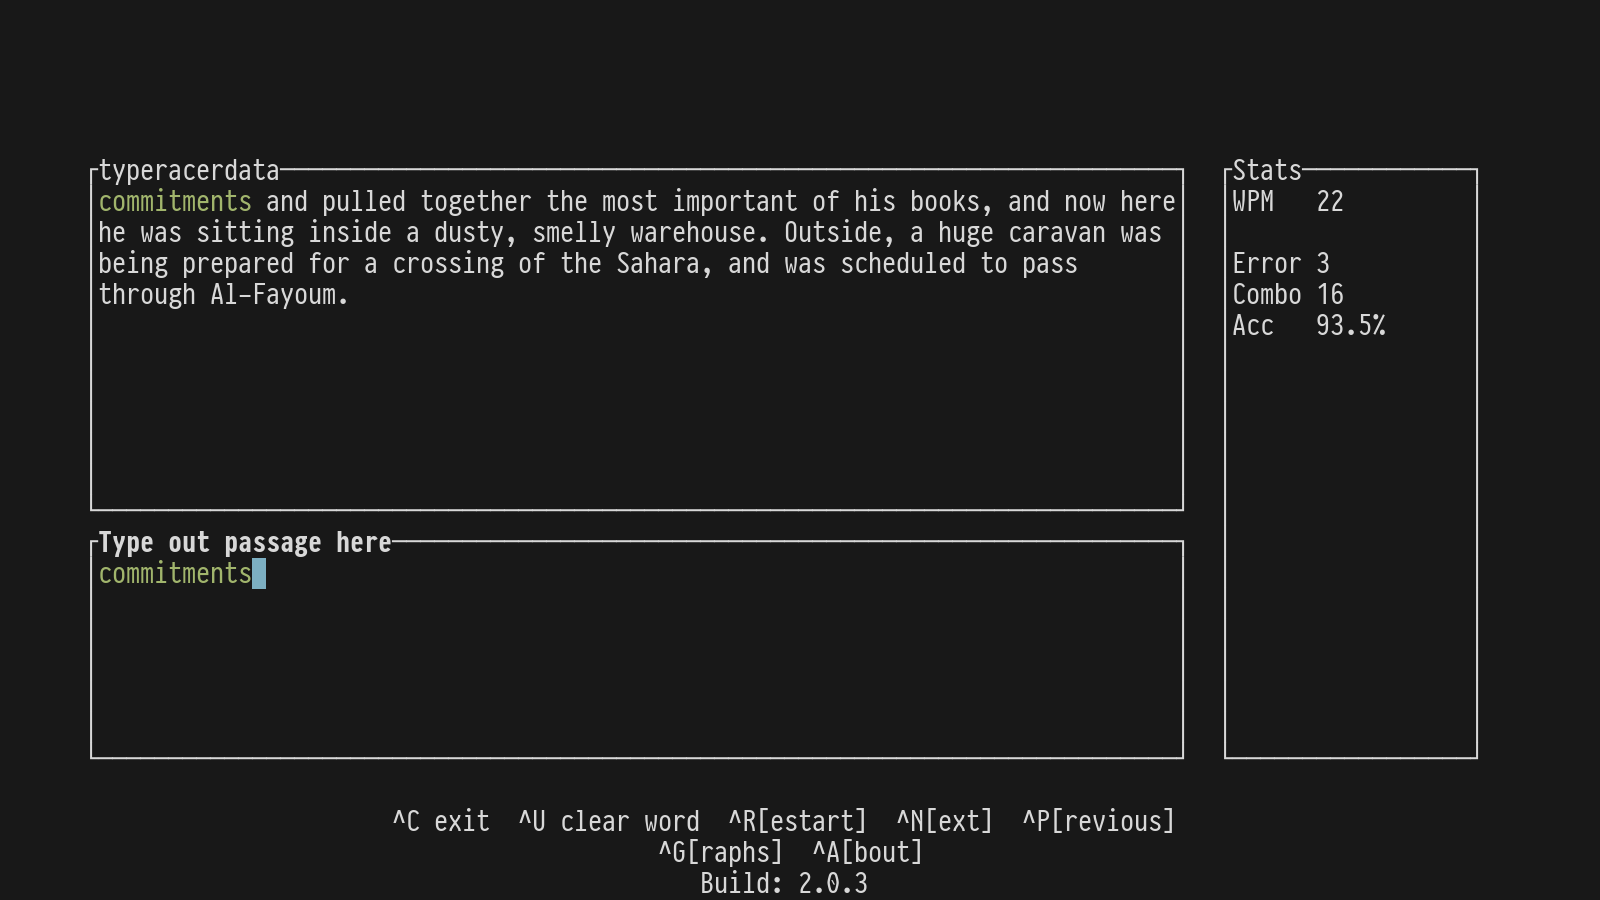 typeracerdata
commitments and pulled together the most important of his books, and now here
he was sitting inside a dusty, smelly warehouse. Outside, a huge caravan was
being prepared for a crossing of the Sahara, and was scheduled to pass
through Al-Fayoum.
Type out passage here
commitments
Stats
WPM 22
Error 3
Combo 16
Acc 93.5%
^C exit ^U clear word ^R[estart] ^N[ext] ^P[revious]
^G[raphs] ^A[bout]
Build: 2.0.3